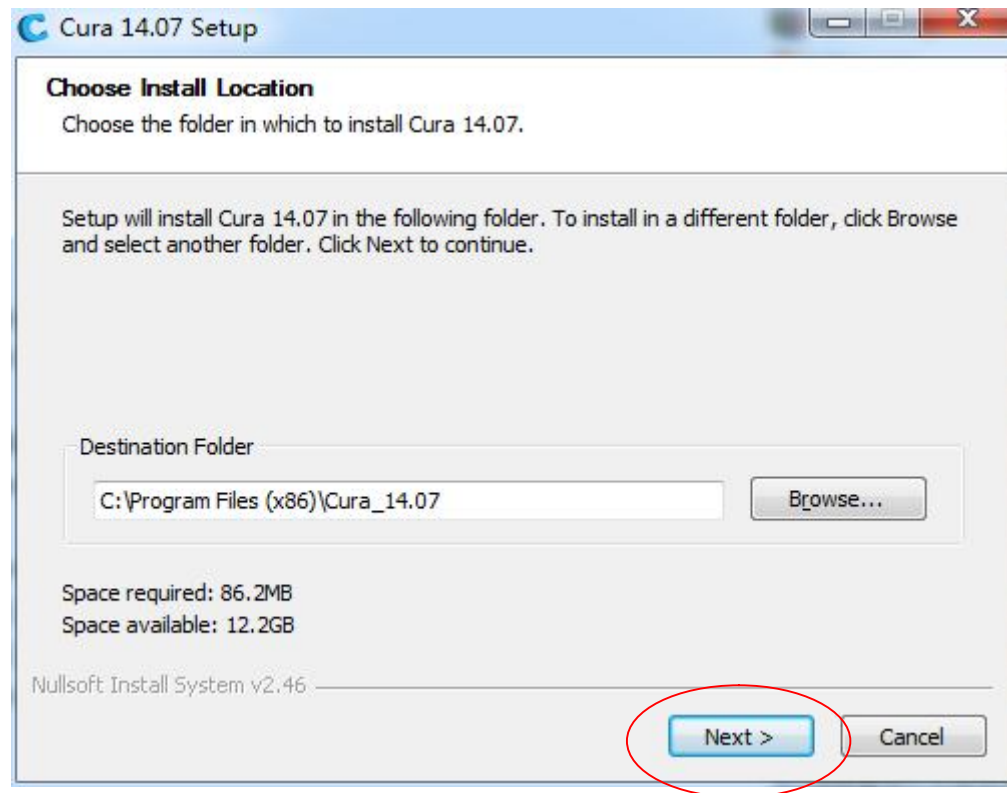 Cura 14.07 Setup
Choose Install Location
Choose the folder in which to install Cura 14.07.
Setup will install Cura 14.07 in the following folder. To install in a different folder, click Browse
and select another folder. Click Next to continue.
Destination Folder
C:\Program Files (x86)\Cura_14.07
Browse...
Space required: 86.2MB
Space available: 12.2GB
Nullsoft Install System v2.46
Next >
Cancel